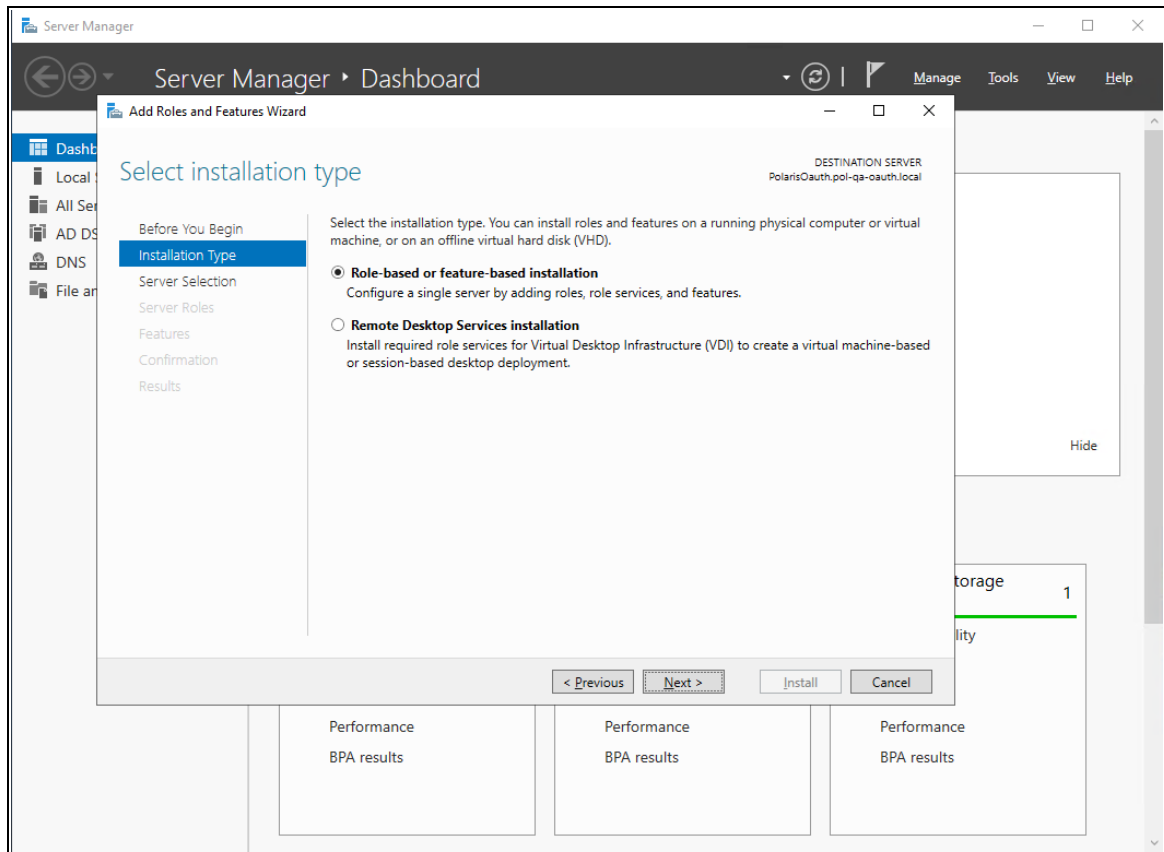 Server Manager
Server Manager • Dashboard
Manage Tools View Help
Add Roles and Features Wizard
Select installation type
DESTINATION SERVER
PolarisOauth.pol-qa-oauth.local
Dashb
Local
All Ser
AD DS
DNS
File an
Before You Begin
Installation Type
Server Selection
Server Roles
Features
Confirmation
Results
Select the installation type. You can install roles and features on a running physical computer or virtual
machine, or on an offline virtual hard disk (VHD).
Role-based or feature-based installation
Configure a single server by adding roles, role services, and features.
Remote Desktop Services installation
Install required role services for Virtual Desktop Infrastructure (VDI) to create a virtual machine-based
or session-based desktop deployment.
Hide
torage
1
lity
< Previous Next > Install Cancel
Performance
BPA results
Performance
BPA results
Performance
BPA results